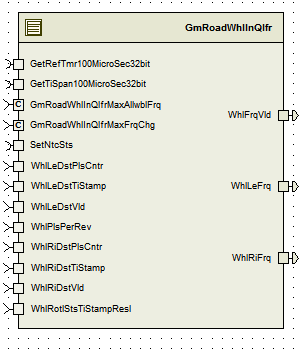 GmRoadWhlInQlfr
GetRefTmr100MicroSec32bit
GetTiSpan100MicroSec32bit
C GmRoadWhlInQlfrMaxAllwblFrq
C GmRoadWhlInQlfrMaxFrqChg
SetNtcSts
WhlLeDstPlsCntr
WhlLeDstTiStamp
WhlLeDstVld
WhlPlsPerRev
WhlRiDstPlsCntr
WhlRiDstTiStamp
WhlRiDstVld
WhlRotlStsTiStampResl
WhlFrqVld
WhlLeFrq
WhlRiFrq